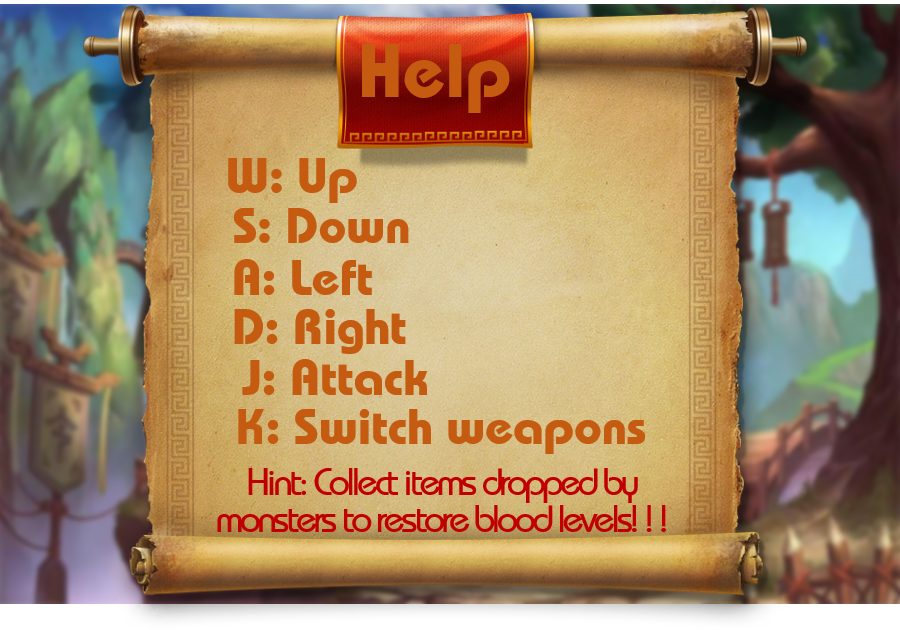 Help
W: Up
S: Down
A: Left
D: Right
J: Attack
K: Switch weapons
Hint: Collect items dropped by
monsters to restore blood levels! ! !